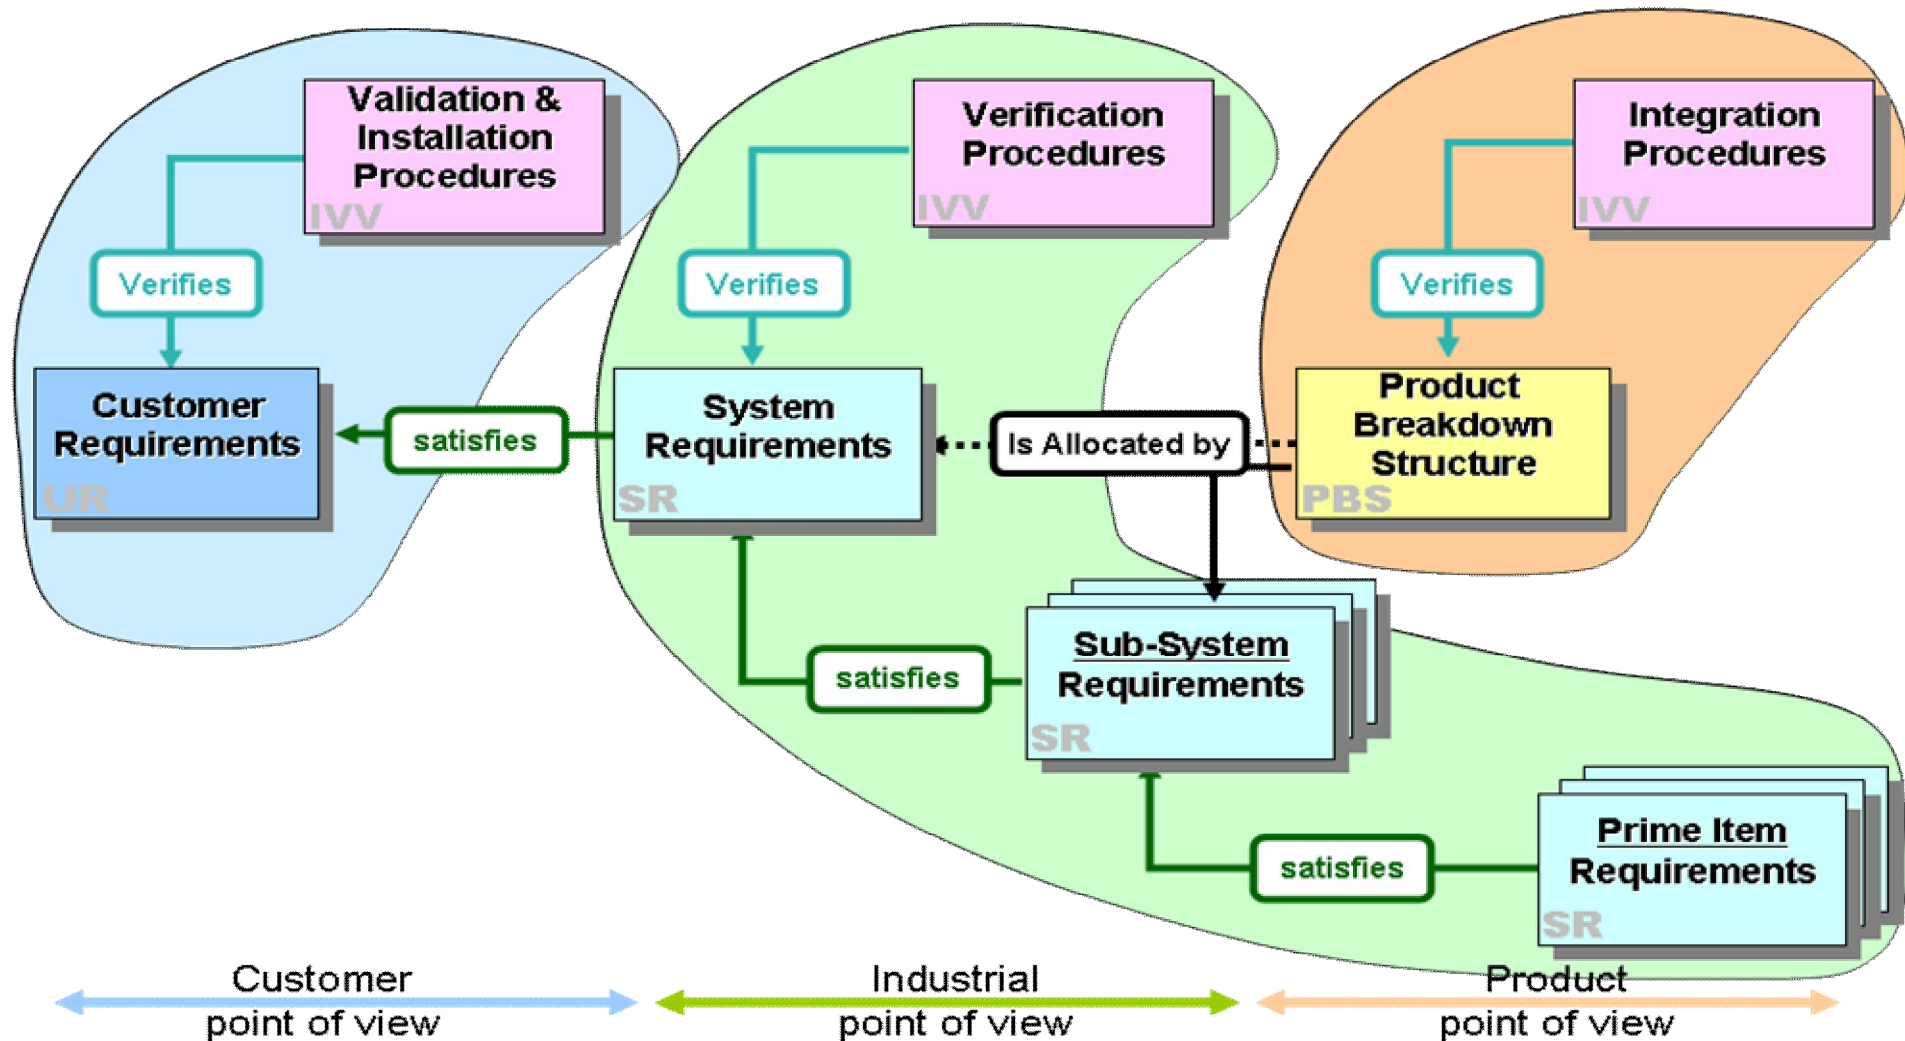 Validation &
Installation
Procedures
IVV
Verification
Procedures
IVV
Integration
Procedures
IVV
Verifies
Verifies
Verifies
Customer
Requirements
UR
satisfies
System
Requirements
SR
Is Allocated by
Product
Breakdown
Structure
PBS
satisfies
Sub-System
Requirements
SR
satisfies
Prime Item
Requirements
SR
Customer
point of view
Industrial
point of view
Product
point of view